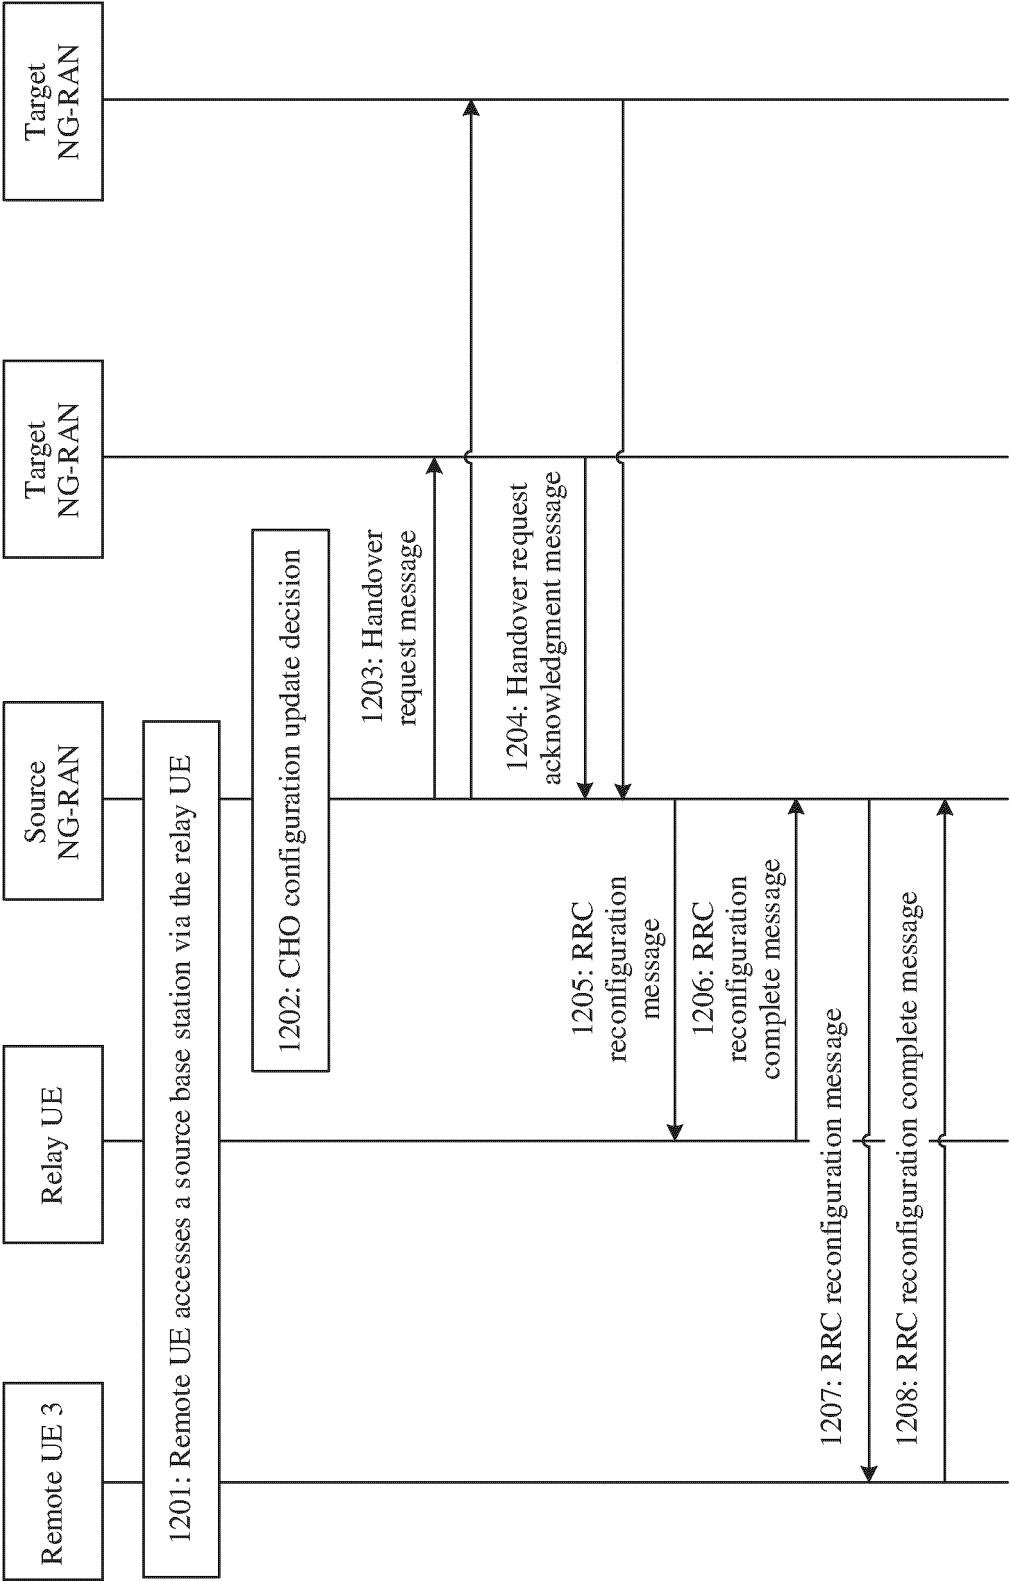 Remote UE 3
Relay UE
Source
NG-RAN
Target
NG-RAN
Target
NG-RAN
1201: Remote UE accesses a source base station via the relay UE
1202: CHO configuration update decision
1203: Handover
request message
1204: Handover request
acknowledgment message
1205: RRC
reconfiguration
message
1206: RRC
reconfiguration
complete message
1207: RRC reconfiguration message
1208: RRC reconfiguration complete message